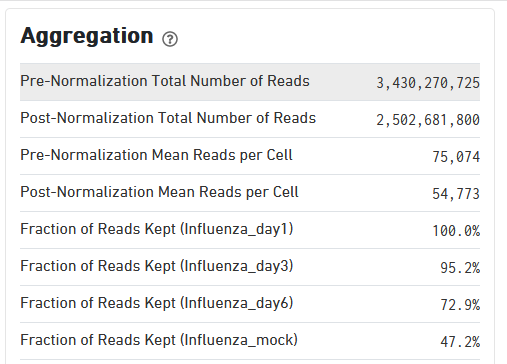 Aggregation ?
Pre-Normalization Total Number of Reads 3,430,270,725
Post-Normalization Total Number of Reads 2,502,681,800
Pre-Normalization Mean Reads per Cell 75,074
Post-Normalization Mean Reads per Cell 54,773
Fraction of Reads Kept (Influenza_day1) 100.0%
Fraction of Reads Kept (Influenza_day3) 95.2%
Fraction of Reads Kept (Influenza_day6) 72.9%
Fraction of Reads Kept (Influenza_mock) 47.2%